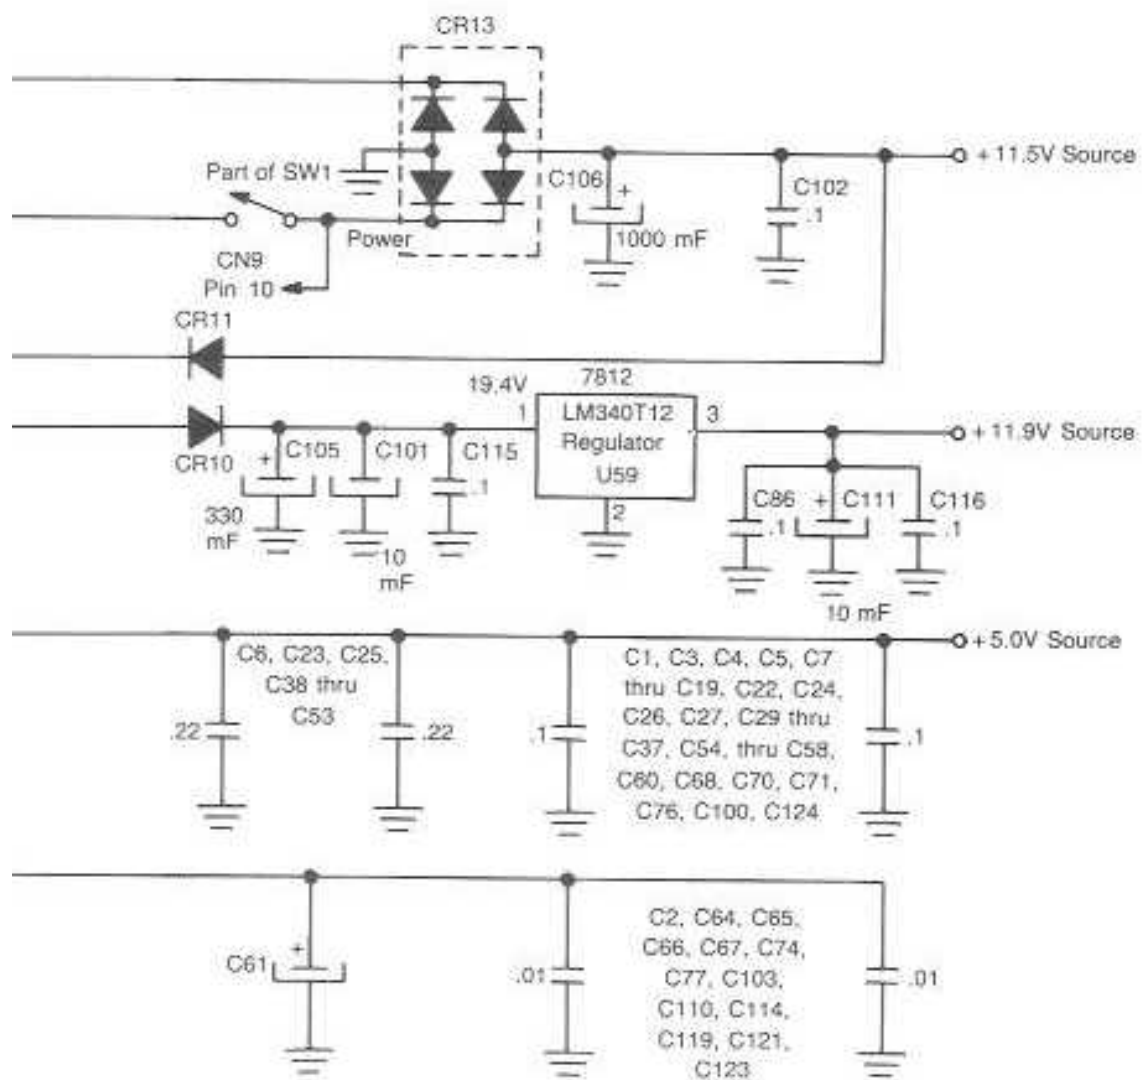 CR13
Part of SW1
C106
+
1000 mF
C102
.1
+11.5V Source
Power
CN9
Pin 10
CR11
19.4V
7812
1
LM340T12
Regulator
U59
3
2
+11.9V Source
CR10
+
C105
C101
C115
.1
330
mF
10
mF
C86
.1
+
C111
C116
.1
10 mF
+5.0V Source
C6, C23, C25,
C38 thru
C53
.22
.22
.1
C1, C3, C4, C5, C7
thru C19, C22, C24,
C26, C27, C29 thru
C37, C54, thru C58,
C60, C68, C70, C71,
C76, C100, C124
.1
C61
+
.01
C2, C64, C65,
C66, C67, C74,
C77, C103,
C110, C114,
C119, C121,
C123
.01